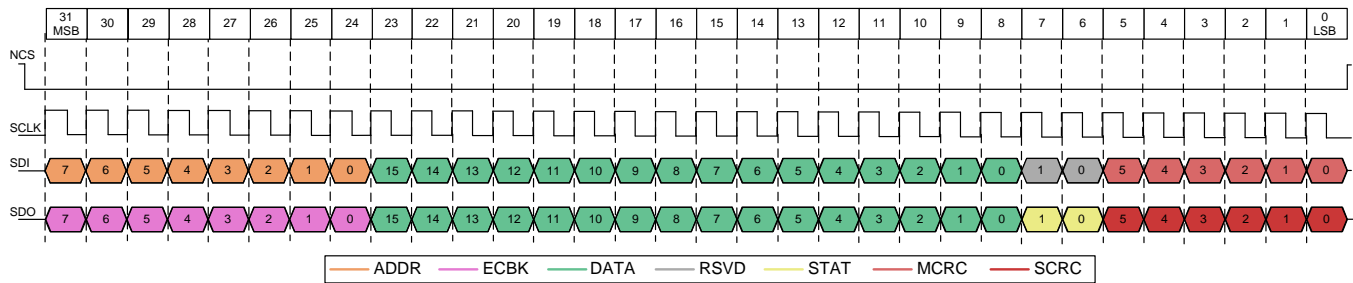 31 30 29 28 27 26 25 24 23 22 21 20 19 18 17 16 15 14 13 12 11 10 9 8 7 6 5 4 3 2 1 0
MSB LSB
NCS
SCLK
SDI 7 6 5 4 3 2 1 0 15 14 13 12 11 10 9 8 7 6 5 4 3 2 1 0 1 0 5 4 3 2 1 0
SDO 7 6 5 4 3 2 1 0 15 14 13 12 11 10 9 8 7 6 5 4 3 2 1 0 1 0 5 4 3 2 1 0
ADDR ECBK DATA RSVD STAT MCRC SCRC